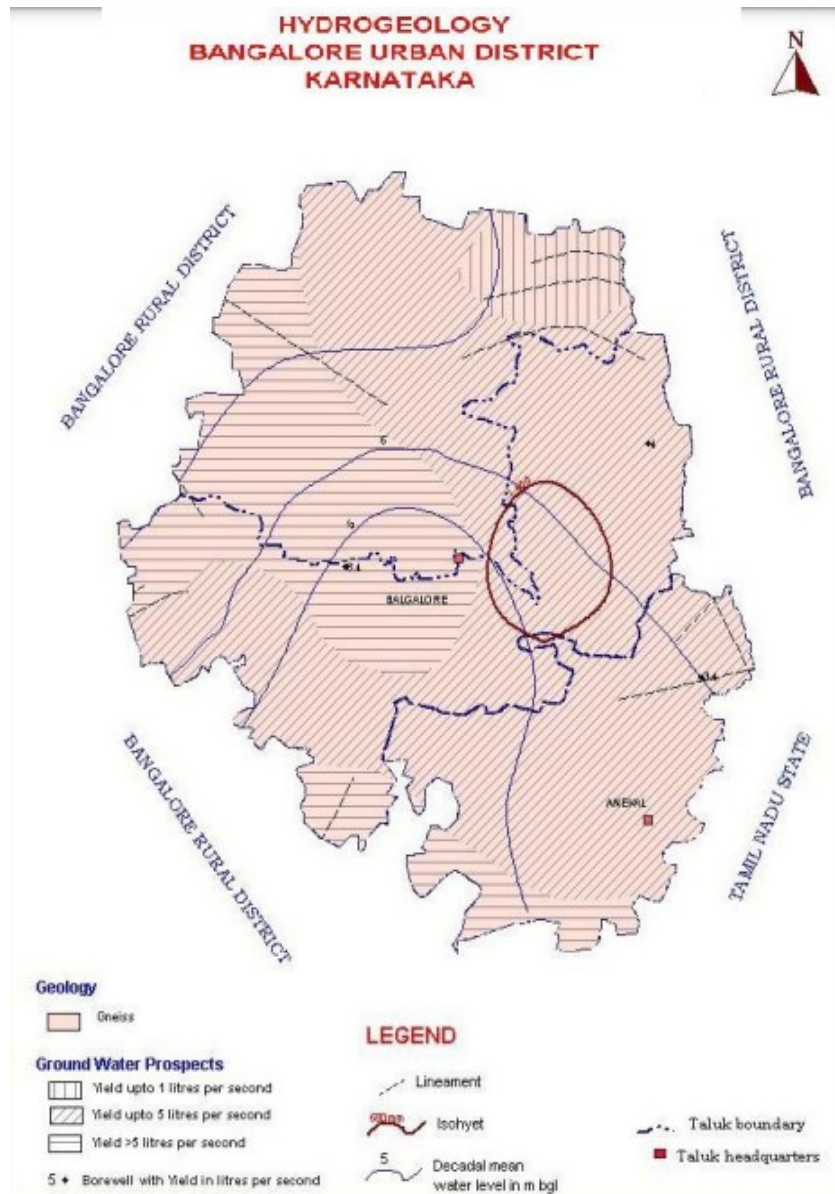 HYDROGEOLOGY
BANGALORE URBAN DISTRICT
KARNATAKA
N
BANGALORE RURAL DISTRICT
BANGALORE RURAL DISTRICT
6
BALGALORE
ANEKAL
BANGALORE RURAL DISTRICT
TAMIL NADU STATE
Geology
Gneiss
LEGEND
Ground Water Prospects
Yield upto 1 litres per second
Yield upto 5 litres per second
Yield >5 litres per second
5 Borewell with Yield in litres per second
Lineament
Isohyet
5
Decadal mean
water level in m bgl
Taluk boundary
Taluk headquarters